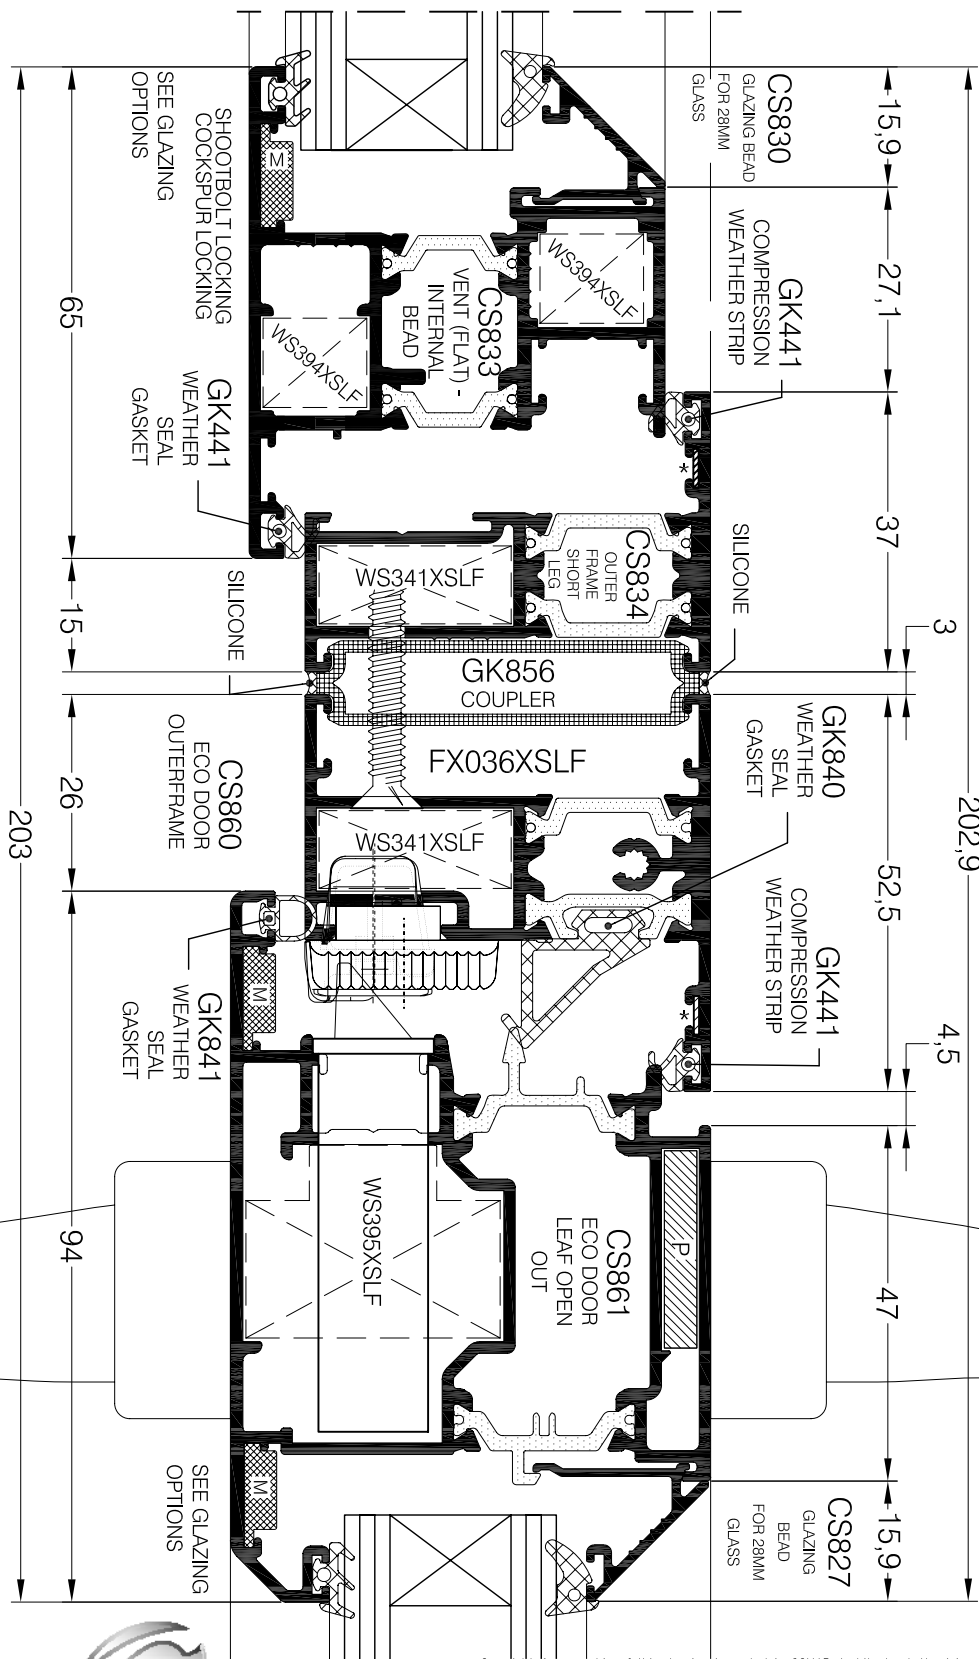 CS830
GLAZING BEAD
FOR 28MM
GLASS
15,9
27,1
37
3
202,9
52,5
4,5
47
15,9
GK441
COMPRESSION
WEATHER STRIP
SILICONE
GK840
WEATHER
SEAL
GASKET
GK441
COMPRESSION
WEATHER STRIP
CS827
GLAZING
BEAD
FOR 28MM
GLASS
*
*
P
WS394XSLF
CS833
VENT (FLAT) -
INTERNAL
BEAD
WS394XSLF
CS834
OUTER
FRAME
SHORT
LEG
WS341XSLF
GK856
COUPLER
FX036XSLF
WS341XSLF
CS861
ECO DOOR
LEAF OPEN
OUT
WS395XSLF
M
M
M
SEE GLAZING
OPTIONS
SHOOTBOLT LOCKING
COCKSPUR LOCKING
GK441
WEATHER
SEAL
GASKET
SILICONE
CS860
ECO DOOR
OUTERFRAME
GK841
WEATHER
SEAL
GASKET
SEE GLAZING
OPTIONS
65
15
26
94
203